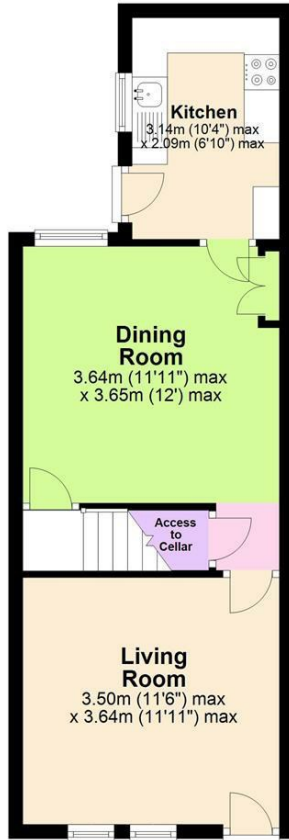 Kitchen
3.14m (10'4") max
x 2.09m (6'10") max
Dining
Room
3.64m (11'11") max
x 3.65m (12') max
Access
to
Cellar
Living
Room
3.50m (11'6") max
x 3.64m (11'11") max